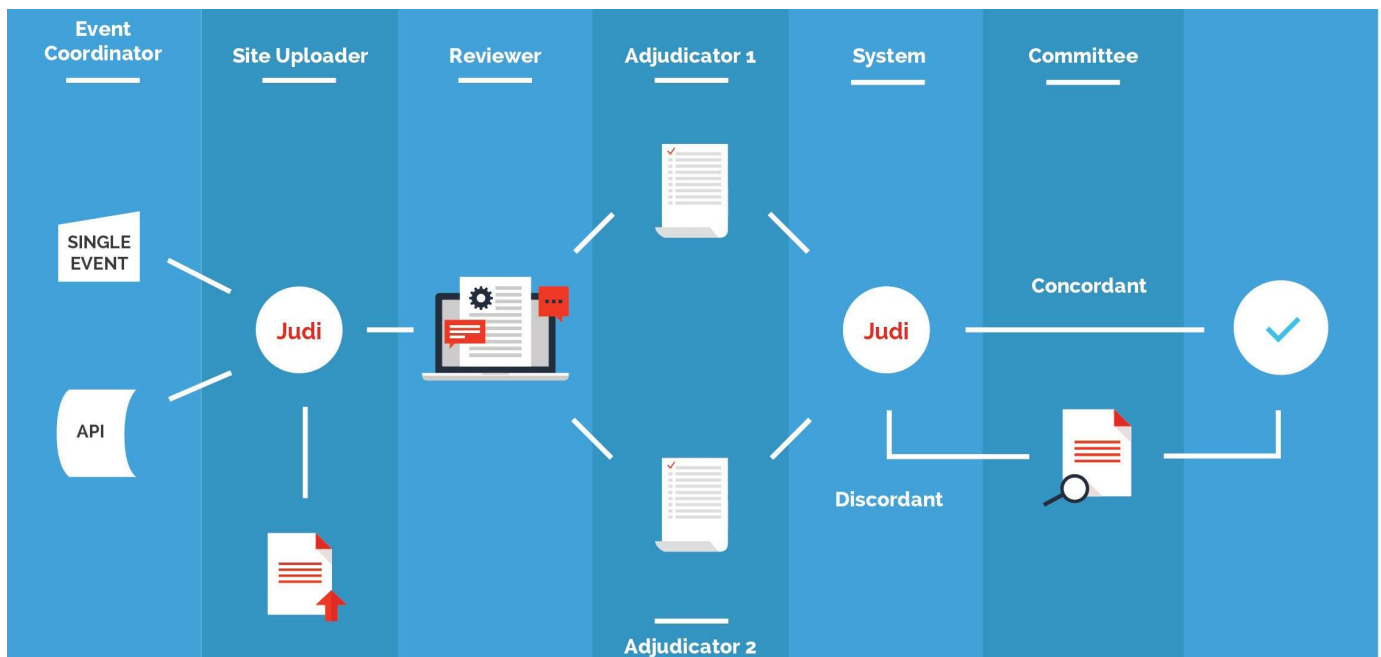 Event
Coordinator
Site Uploader
Reviewer
Adjudicator 1
System
Committee
SINGLE
EVENT
Judi
API
Judi
Concordant
Discordant
Adjudicator 2